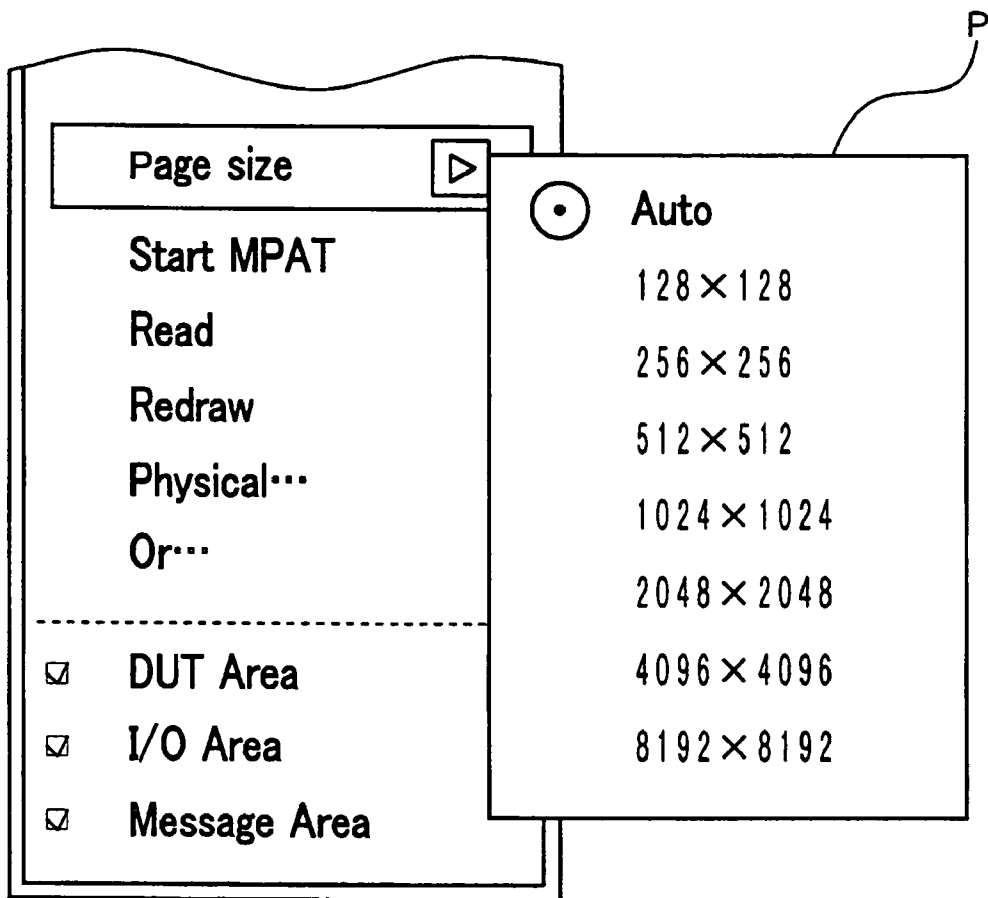 P
Page size
Start MPAT
Read
Redraw
Physical…
Or…
DUT Area
I/O Area
Message Area
Auto
128×128
256×256
512×512
1024×1024
2048×2048
4096×4096
8192×8192